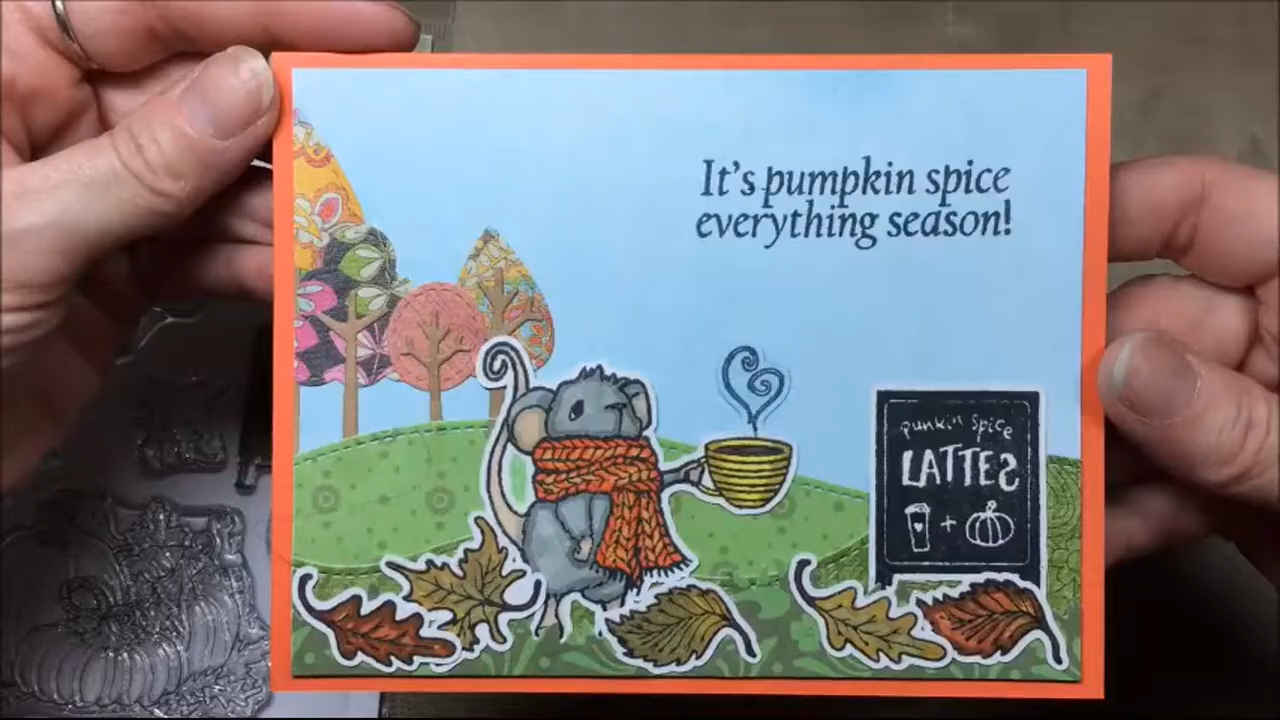 It's pumpkin spice
everything season!
punkin spice
LATTES
+